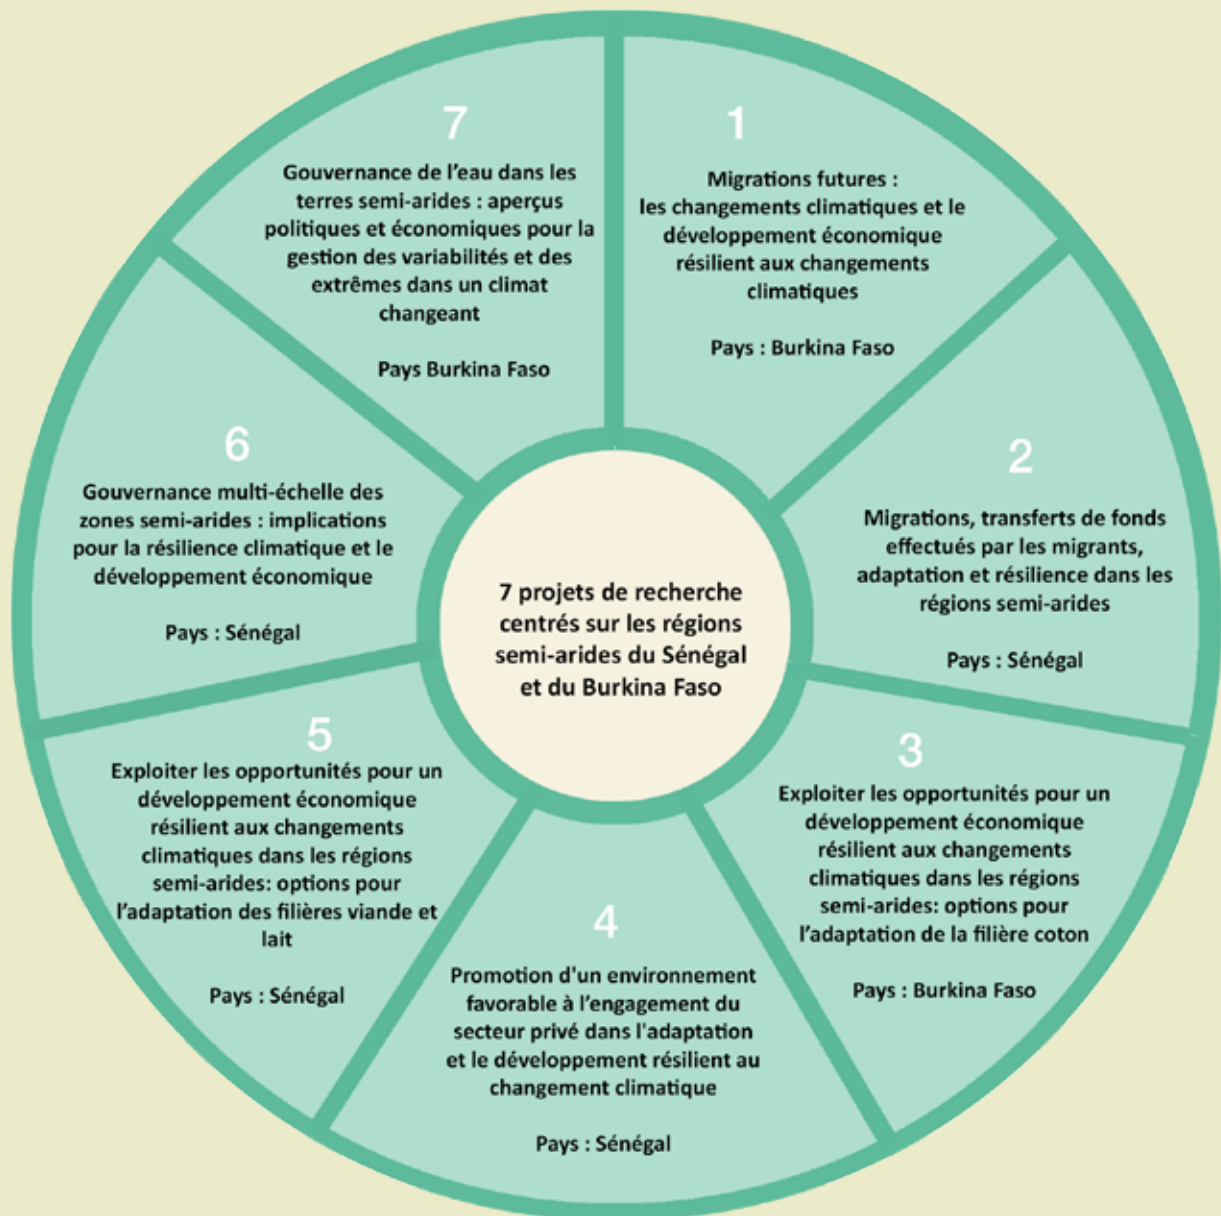 7 projets de recherche
centrés sur les régions
semi-arides du Sénégal
et du Burkina Faso
1
Migrations futures :
les changements climatiques et le
développement économique
résilient aux changements
climatiques
Pays : Burkina Faso
2
Migrations, transferts de fonds
effectués par les migrants,
adaptation et résilience dans les
régions semi-arides
Pays : Sénégal
3
Exploiter les opportunités pour un
développement économique
résilient aux changements
climatiques dans les régions
semi-arides: options pour
l’adaptation de la filière coton
Pays : Burkina Faso
4
Promotion d'un environnement
favorable à l’engagement du
secteur privé dans l'adaptation
et le développement résilient au
changement climatique
Pays : Sénégal
5
Exploiter les opportunités pour un
développement économique
résilient aux changements
climatiques dans les régions
semi-arides: options pour
l’adaptation des filières viande et
lait
Pays : Sénégal
6
Gouvernance multi-échelle des
zones semi-arides : implications
pour la résilience climatique et le
développement économique
Pays : Sénégal
7
Gouvernance de l’eau dans les
terres semi-arides : aperçus
politiques et économiques pour la
gestion des variabilités et des
extrêmes dans un climat
changeant
Pays Burkina Faso